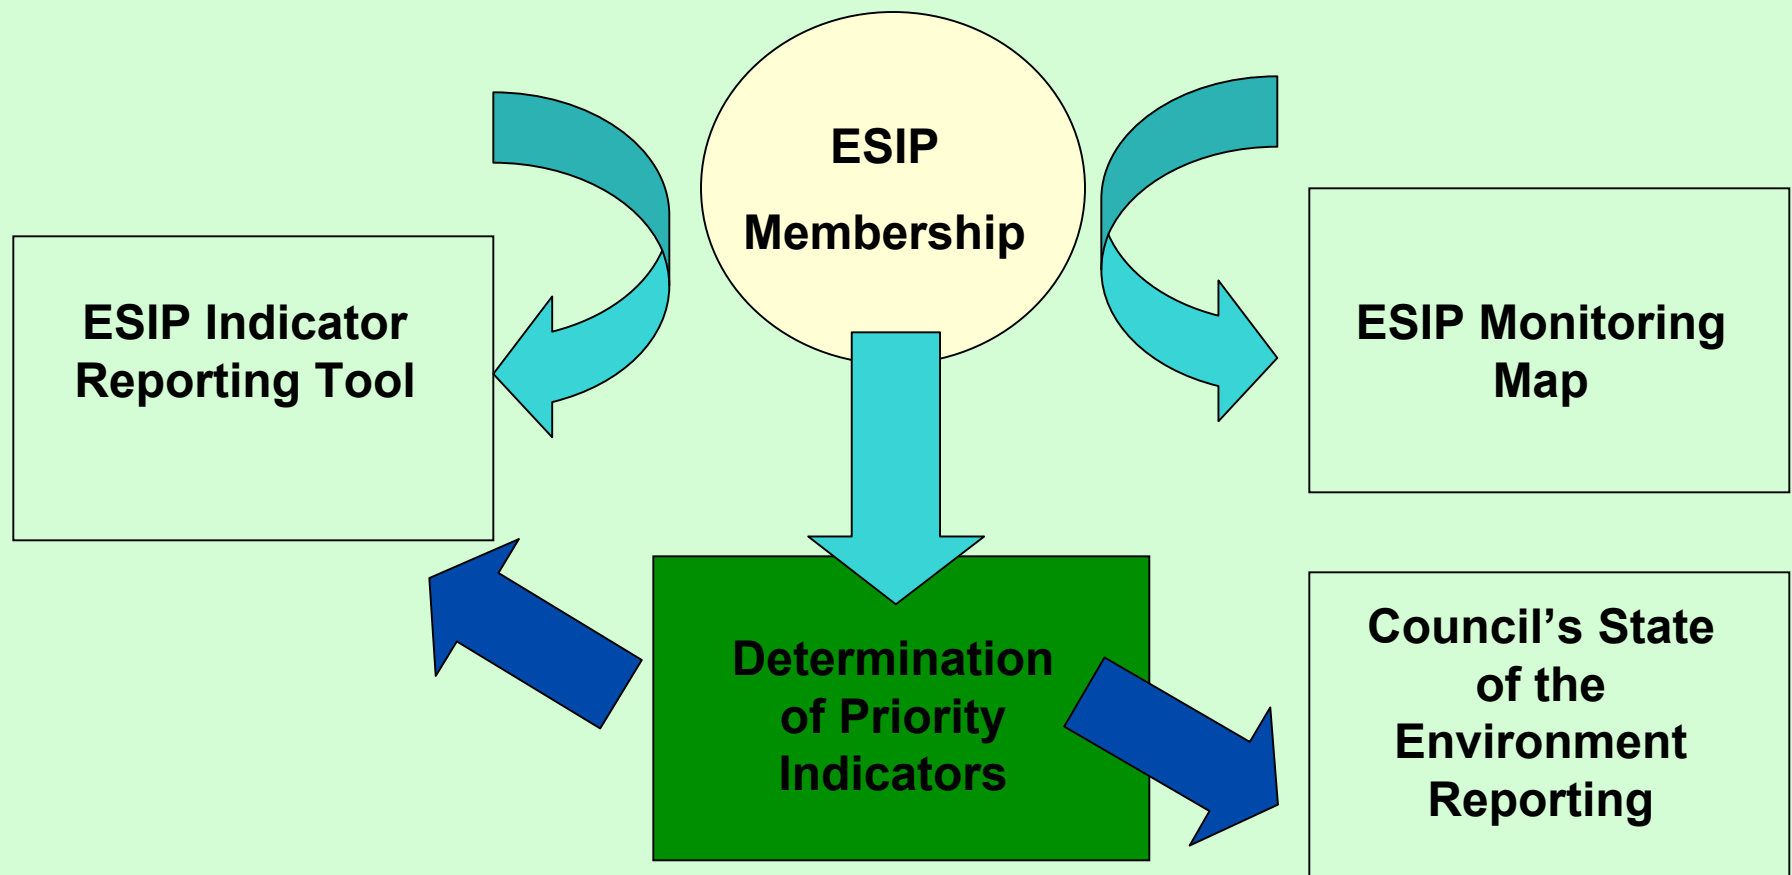 ESIP
Membership
ESIP Indicator
Reporting Tool
ESIP Monitoring
Map
Determination
of Priority
Indicators
Council’s State
of the
Environment
Reporting